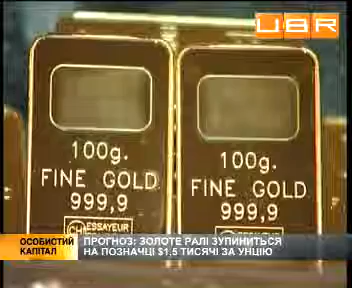 UBR
100g.
FINE GOLD
999,9
ESSAYEUR
100g.
FINE GOLD
999,9
ESSAYEUR
ОСОБИСТИЙ
КАПІТАЛ
ПРОГНОЗ: ЗОЛОТЕ РАЛІ ЗУПИНИТЬСЯ
НА ПОЗНАЧЦІ $1,5 ТИСЯЧІ ЗА УНЦІЮ